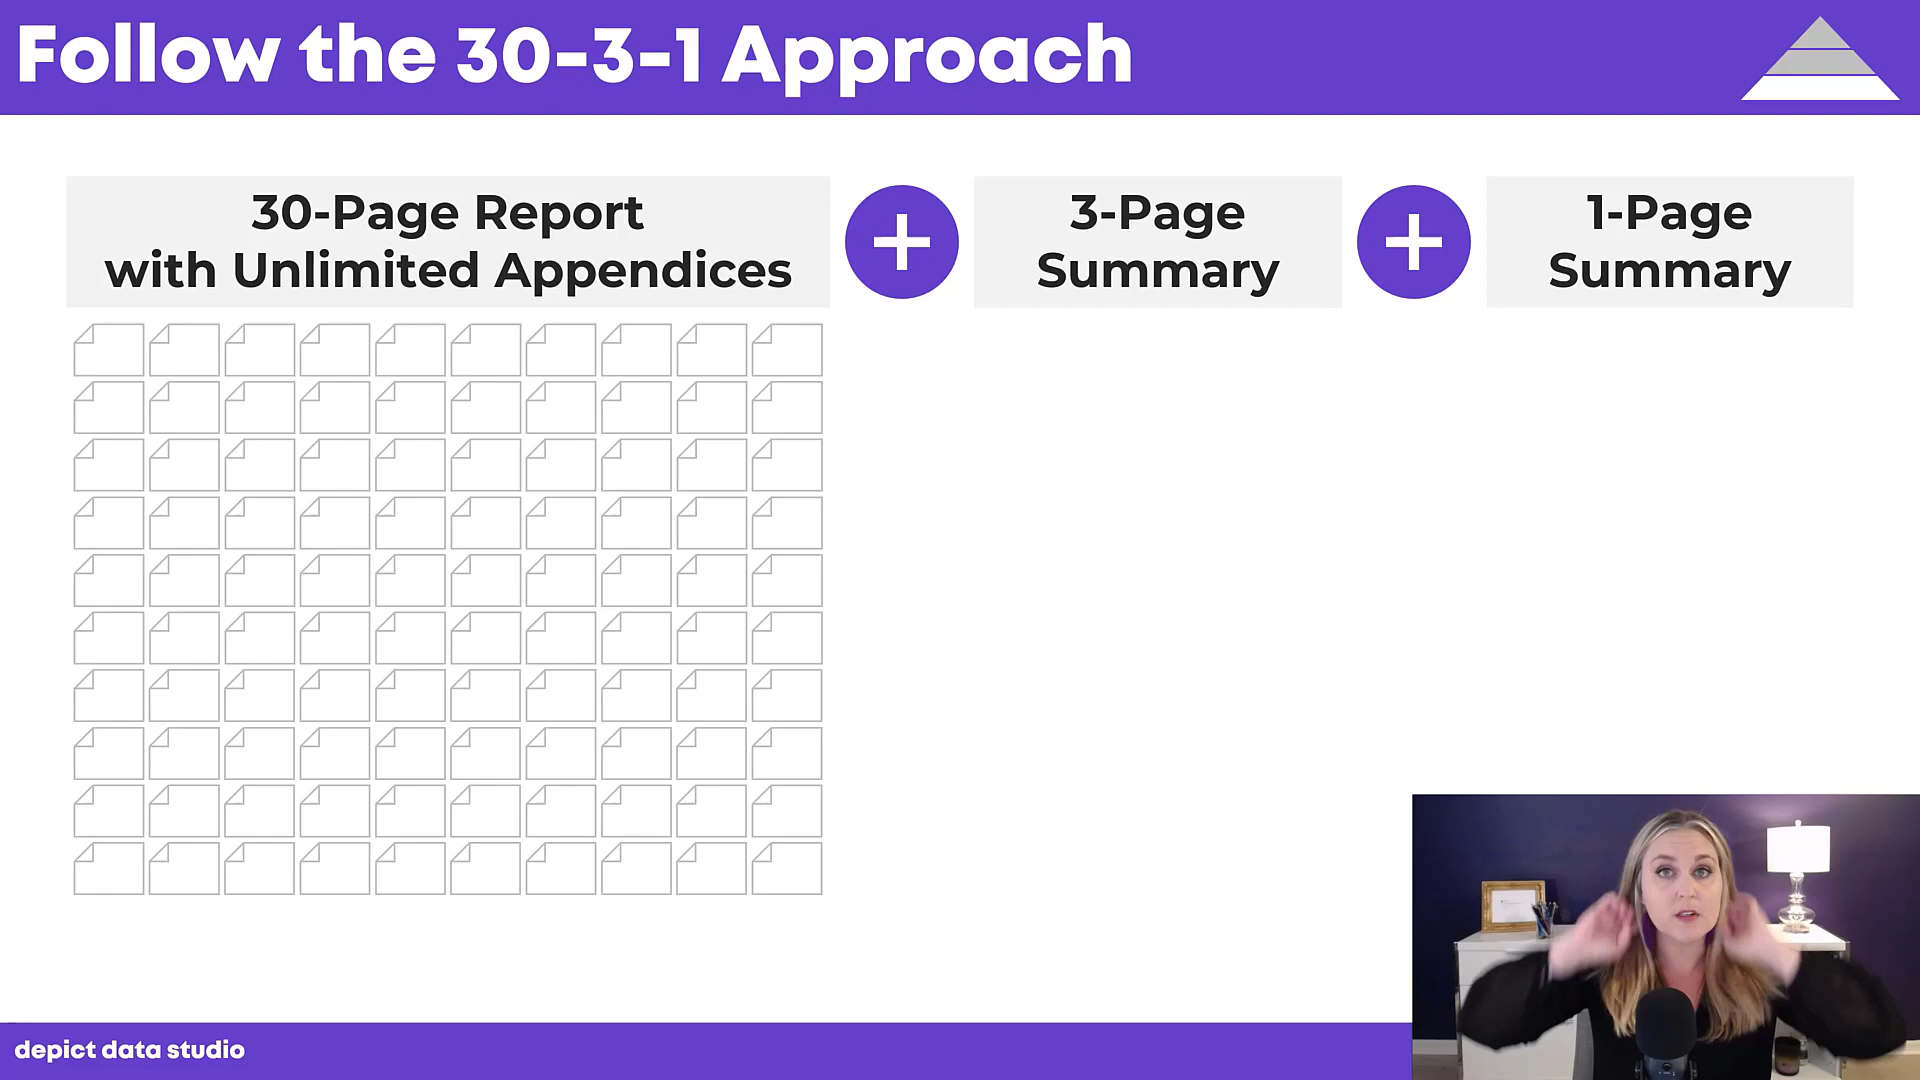 Follow the 30-3-1 Approach
30-Page Report
with Unlimited Appendices
3-Page
Summary
1-Page
Summary
depict data studio